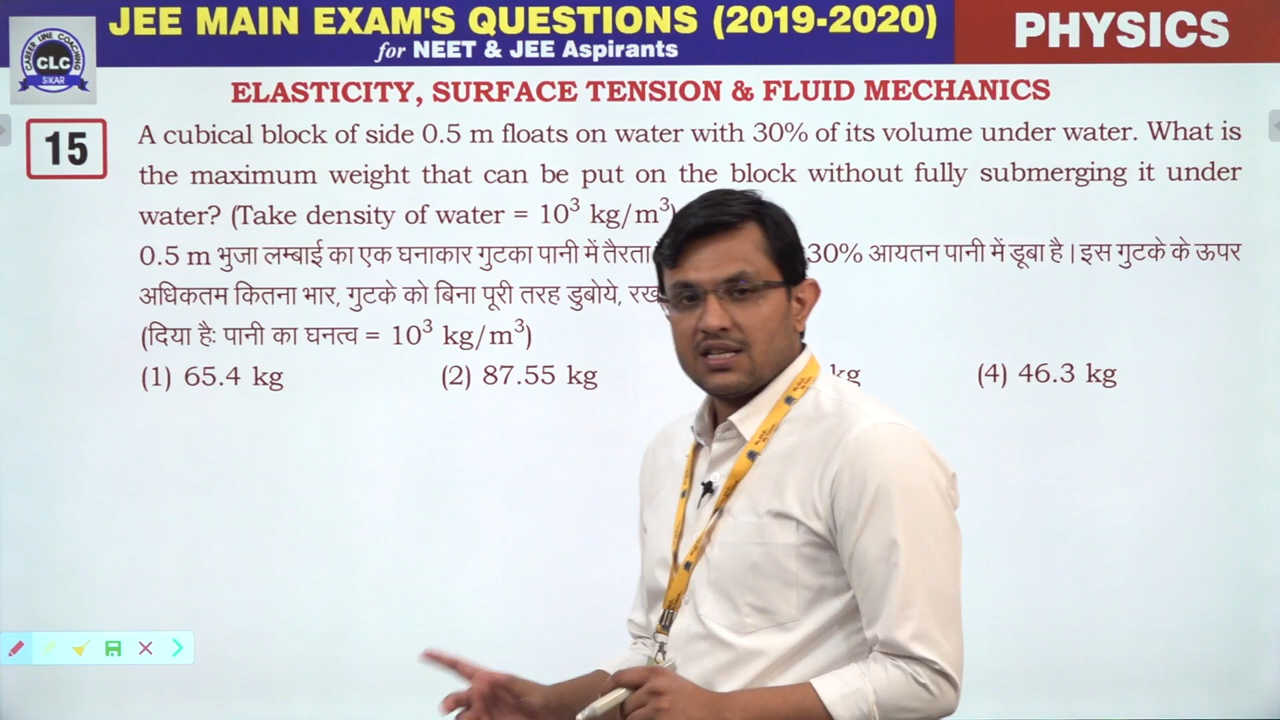 JEE MAIN EXAM'S QUESTIONS (2019-2020)
for NEET & JEE Aspirants
PHYSICS
CAREER LINE COACHING
CLC
SIKAR
ELASTICITY, SURFACE TENSION & FLUID MECHANICS
15
A cubical block of side 0.5 m floats on water with 30% of its volume under water. What is
the maximum weight that can be put on the block without fully submerging it under
water? (Take density of water = 10³ kg/m³)
0.5 m भुजा लम्बाई का एक घनाकार गुटका पानी में तैरता 30% आयतन पानी में डूबा है। इस गुटके के ऊपर
अधिकतम कितना भार, गुटके को बिना पूरी तरह डुबोये,
(दिया है: पानी का घनत्व = 10³ kg/m³)
(1) 65.4 kg (2) 87.55 kg kg (4) 46.3 kg